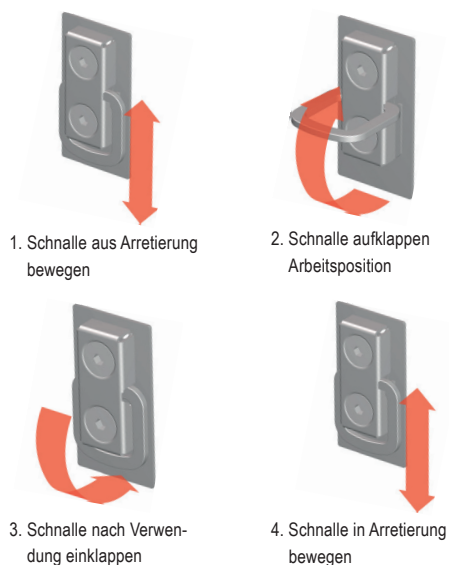 1. Schnalle aus Arretierung
bewegen
2. Schnalle aufklappen
Arbeitsposition
3. Schnalle nach Verwen-
dung einklappen
4. Schnalle in Arretierung
bewegen